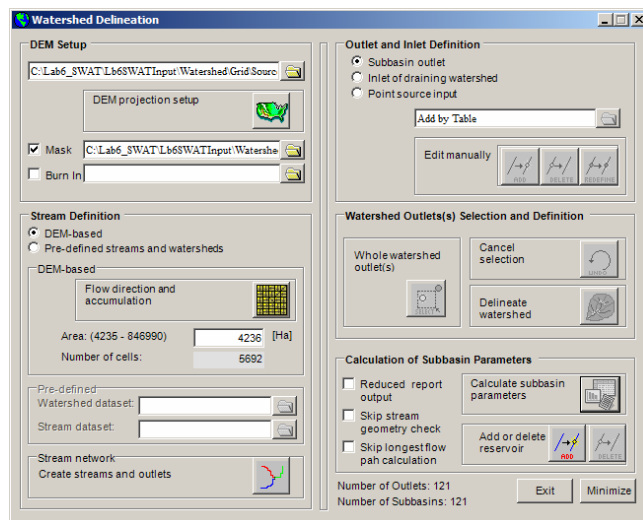 Watershed Delineation
DEM Setup
C:\Lab6_SWAT\Lb6SWATInput\Watershed\Grid\Sourc
DEM projection setup
Mask
C:\Lab6_SWAT\Lb6SWATInput\Watershe
Burn In
Stream Definition
DEM-based
Pre-defined streams and watersheds
DEM-based
Flow direction and
accumulation
Area: (4235 - 846990)
4236
[Ha]
Number of cells:
5692
Pre-defined
Watershed dataset:
Stream dataset:
Stream network
Create streams and outlets
Outlet and Inlet Definition
Subbasin outlet
Inlet of draining watershed
Point source input
Add by Table
Edit manually
ADD
DELETE
REDEFINE
Watershed Outlets(s) Selection and Definition
Whole watershed
outlet(s)
Cancel
selection
UNDO
Delineate
watershed
Calculation of Subbasin Parameters
Reduced report
output
Skip stream
geometry check
Skip longest flow
pah calculation
Calculate subbasin
parameters
Add or delete
reservoir
ADD
DELETE
Number of Outlets: 121
Number of Subbasins: 121
Exit
Minimize